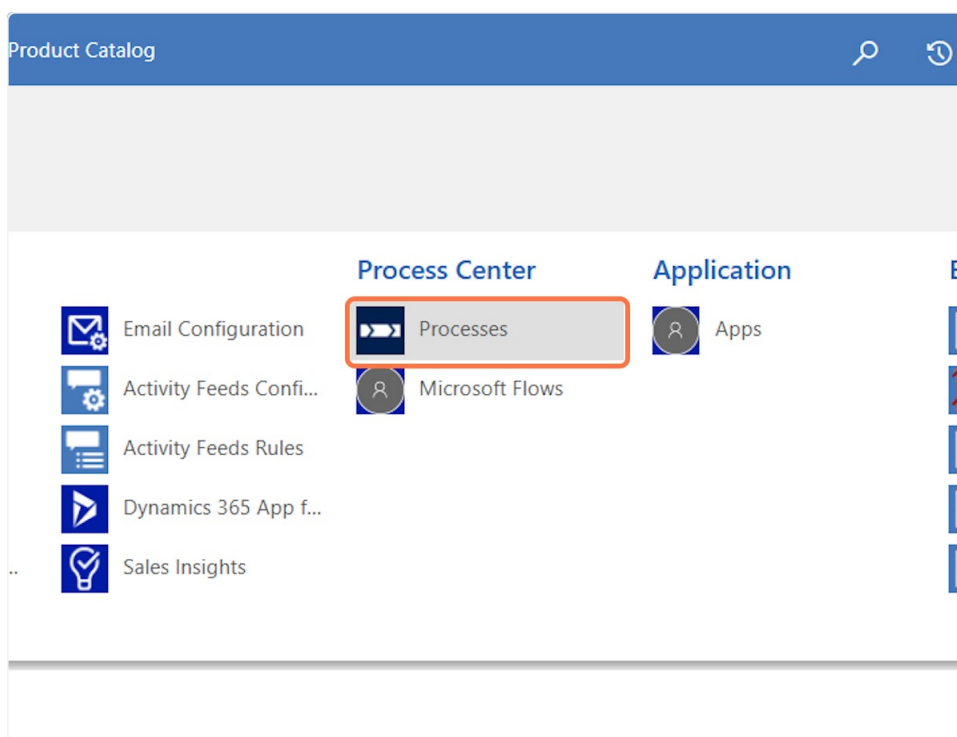 Product Catalog
Process Center
Application
Email Configuration
Processes
Apps
Activity Feeds Confi...
Microsoft Flows
Activity Feeds Rules
Dynamics 365 App f...
..
Sales Insights